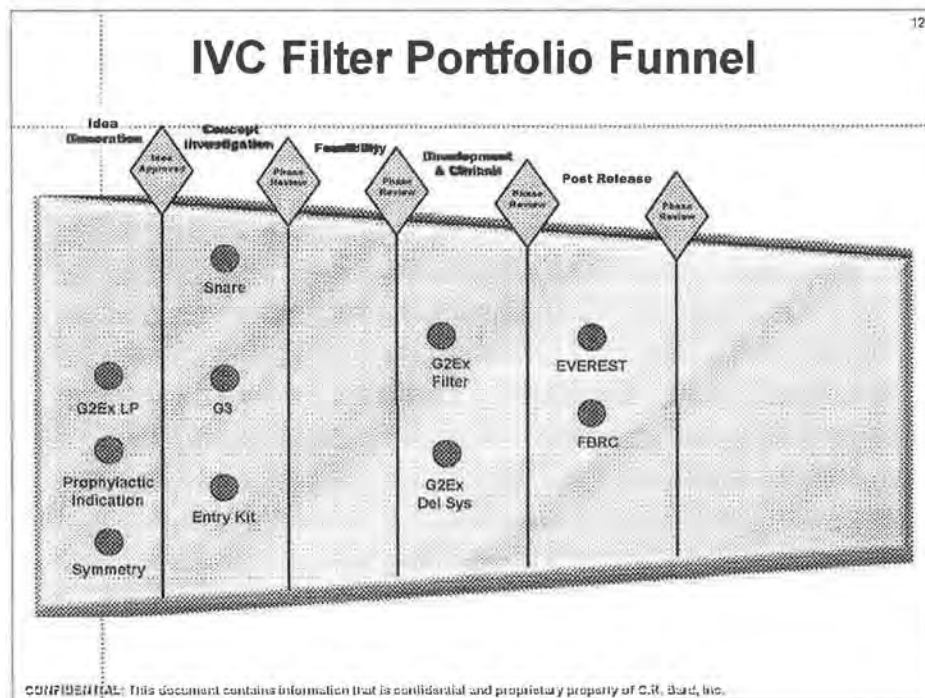 12
IVC Filter Portfolio Funnel
Idea
Generation
Concept
Investigation
Feasibility
Development
& Clinicals
Post Release
Idea
Approved
Phase
Review
Phase
Review
Phase
Review
Phase
Review
Snare
G2Ex
Filter
EVEREST
G2Ex LP
G3
FBRC
Prophylactic
Indication
Entry Kit
G2Ex
Del Sys
Symmetry
CONFIDENTIAL: This document contains information that is confidential and proprietary property of C.R. Bard, Inc.